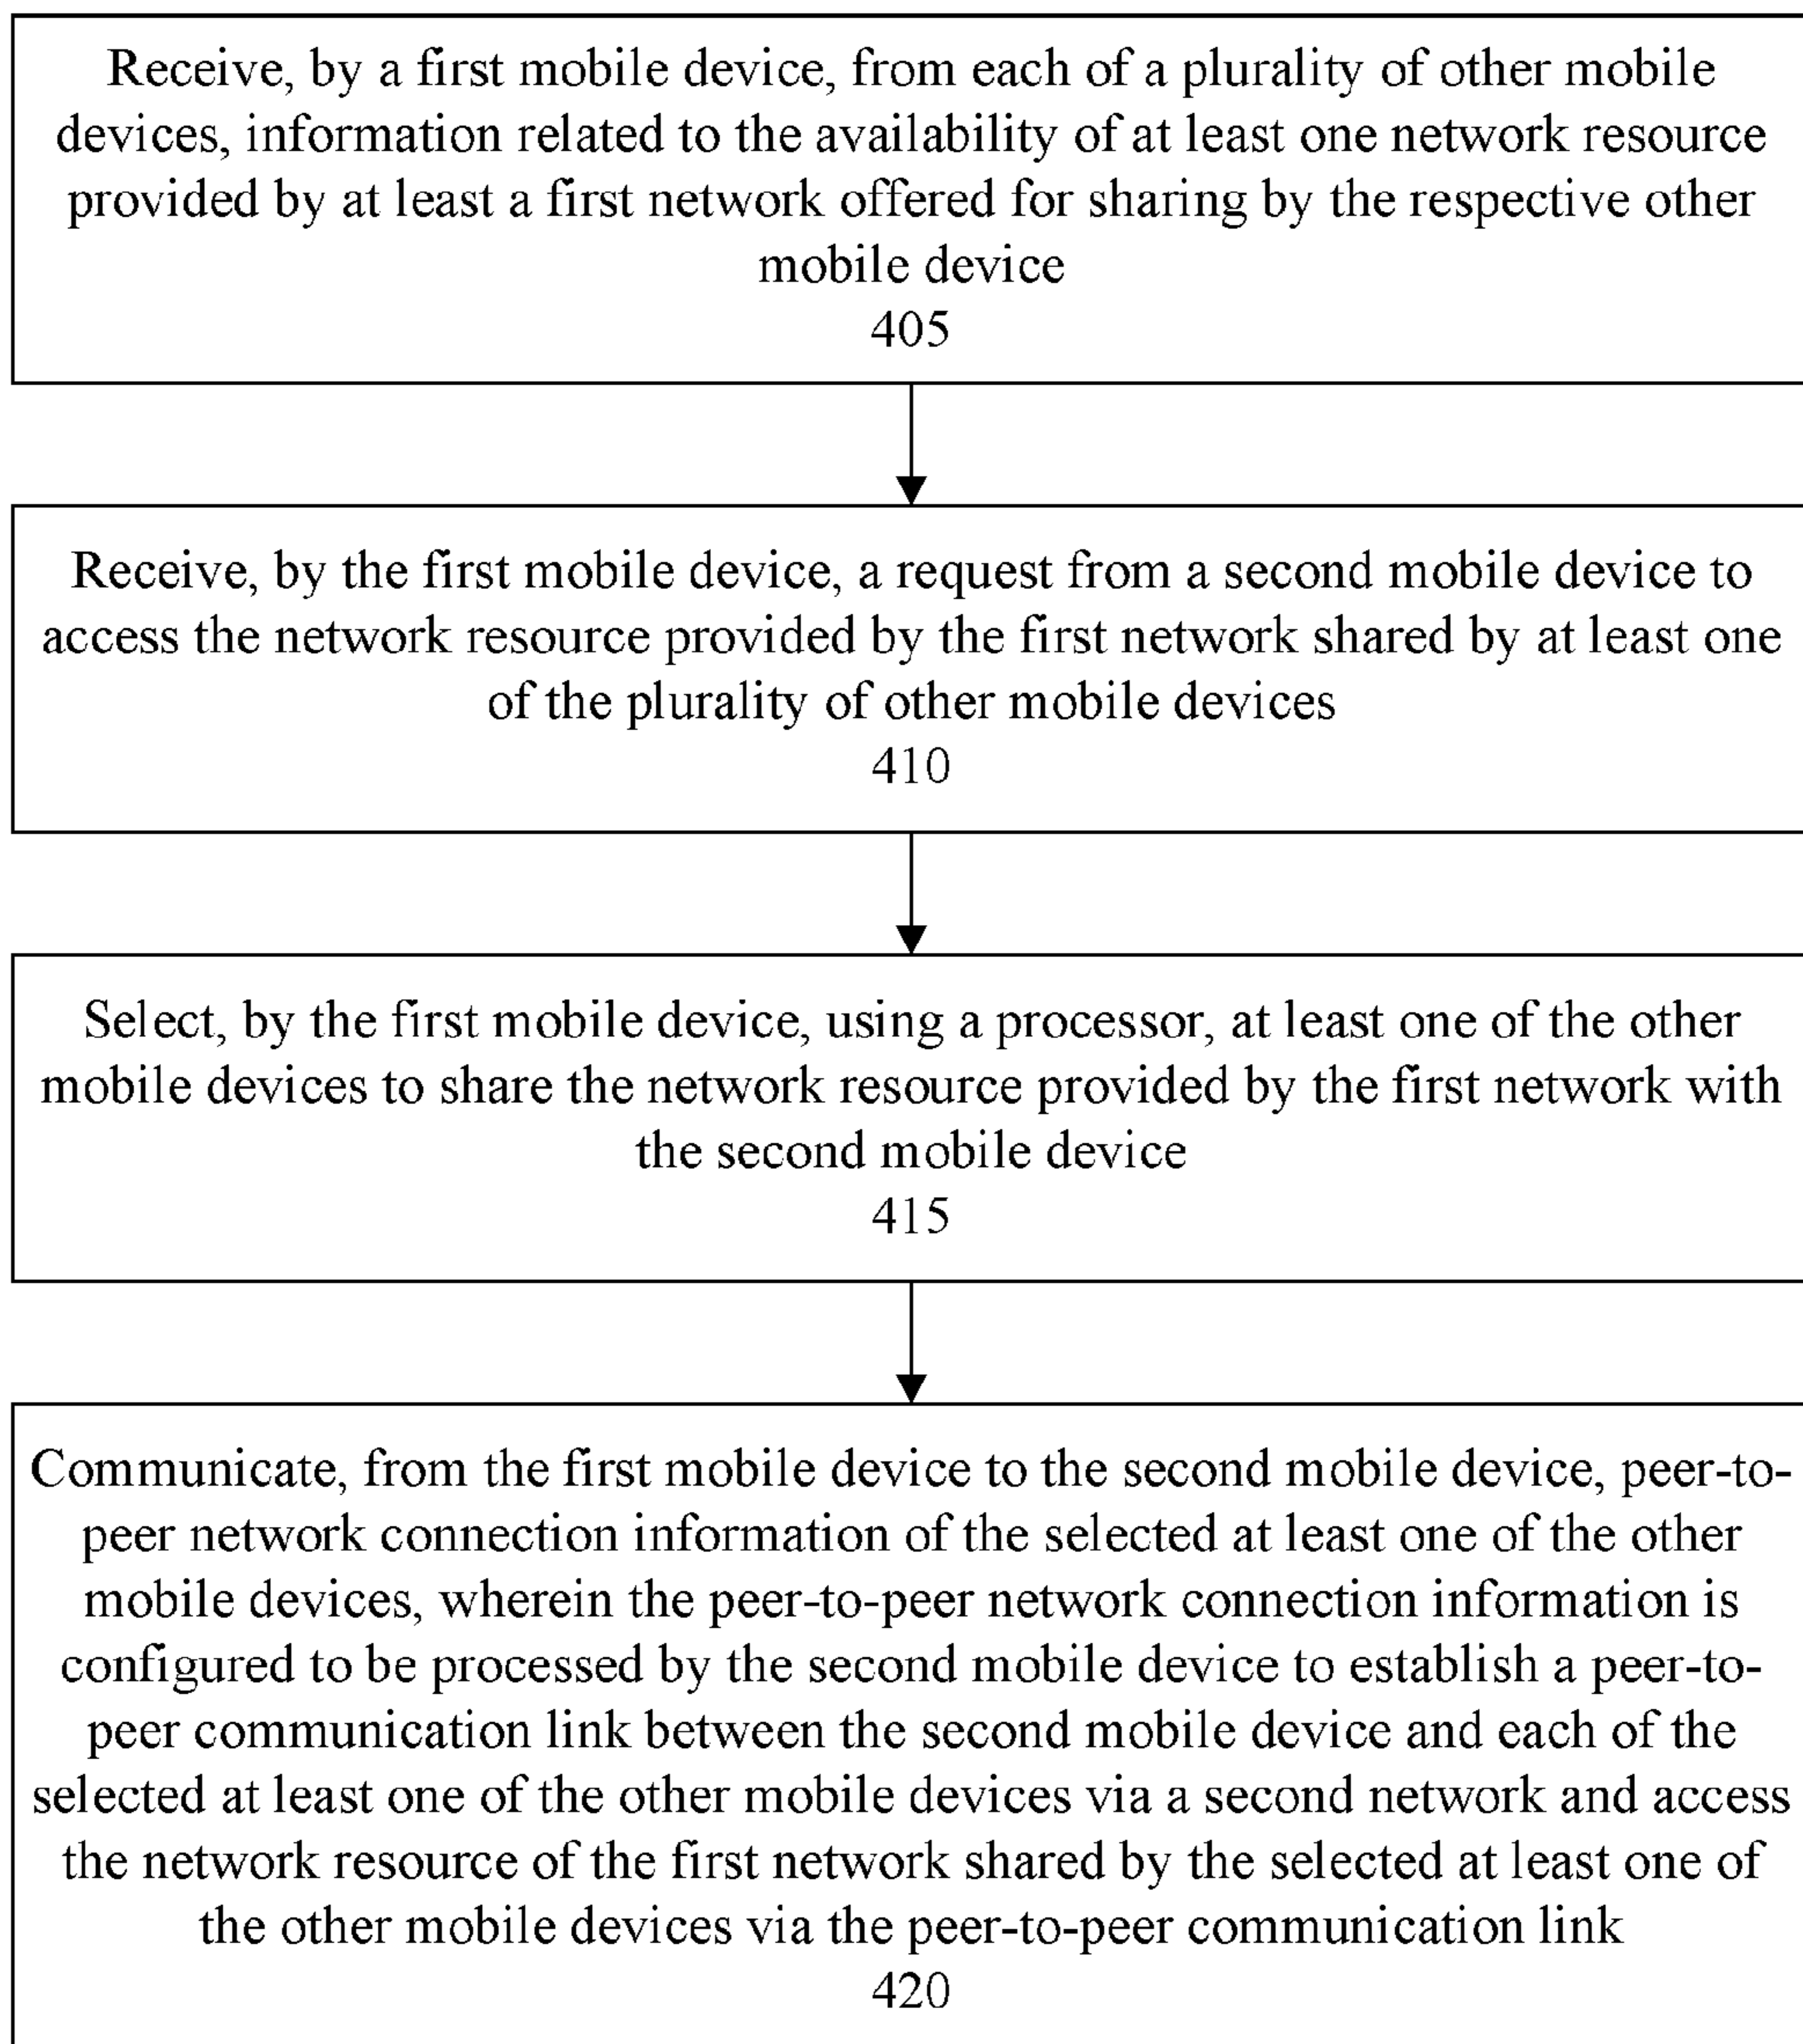 Receive, by a first mobile device, from each of a plurality of other mobile
devices, information related to the availability of at least one network resource
provided by at least a first network offered for sharing by the respective other
mobile device
405
Receive, by the first mobile device, a request from a second mobile device to
access the network resource provided by the first network shared by at least one
of the plurality of other mobile devices
410
Select, by the first mobile device, using a processor, at least one of the other
mobile devices to share the network resource provided by the first network with
the second mobile device
415
Communicate, from the first mobile device to the second mobile device, peer-to-
peer network connection information of the selected at least one of the other
mobile devices, wherein the peer-to-peer network connection information is
configured to be processed by the second mobile device to establish a peer-to-
peer communication link between the second mobile device and each of the
selected at least one of the other mobile devices via a second network and access
the network resource of the first network shared by the selected at least one of
the other mobile devices via the peer-to-peer communication link
420